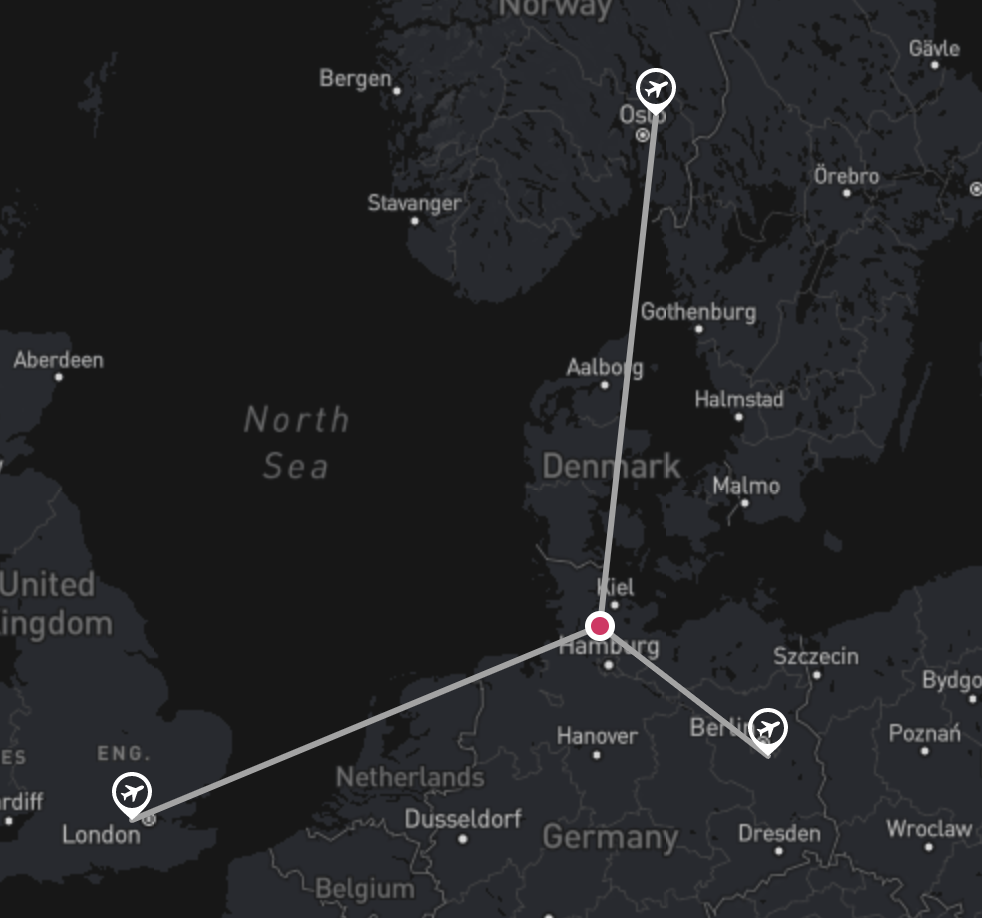 Norway
Gävle
Bergen
Oslo
Örebro
Stavanger
Gothenburg
Aberdeen
Aalborg
Halmstad
North
Sea
Denmark
Malmo
United
ingdom
Kiel
Hamburg
Szczecin
Bydgo
Berlin
Hanover
Poznań
ENG.
ES
Netherlands
rdiff
London
Dusseldorf
Germany
Dresden
Wroclaw
Belgium